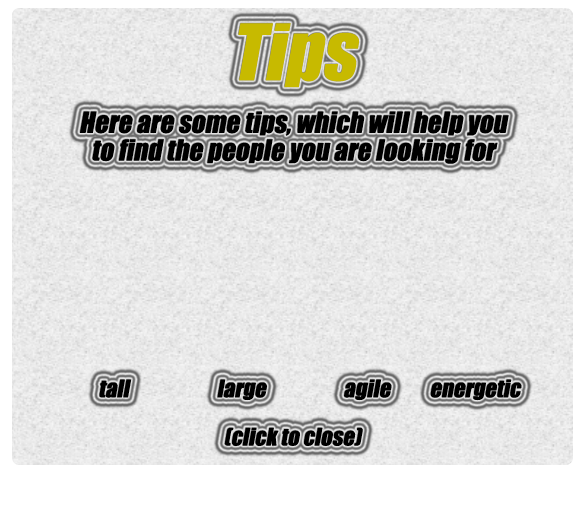 Tips
Here are some tips, which will help you
to find the people you are looking for
tall large agile energetic
(click to close)